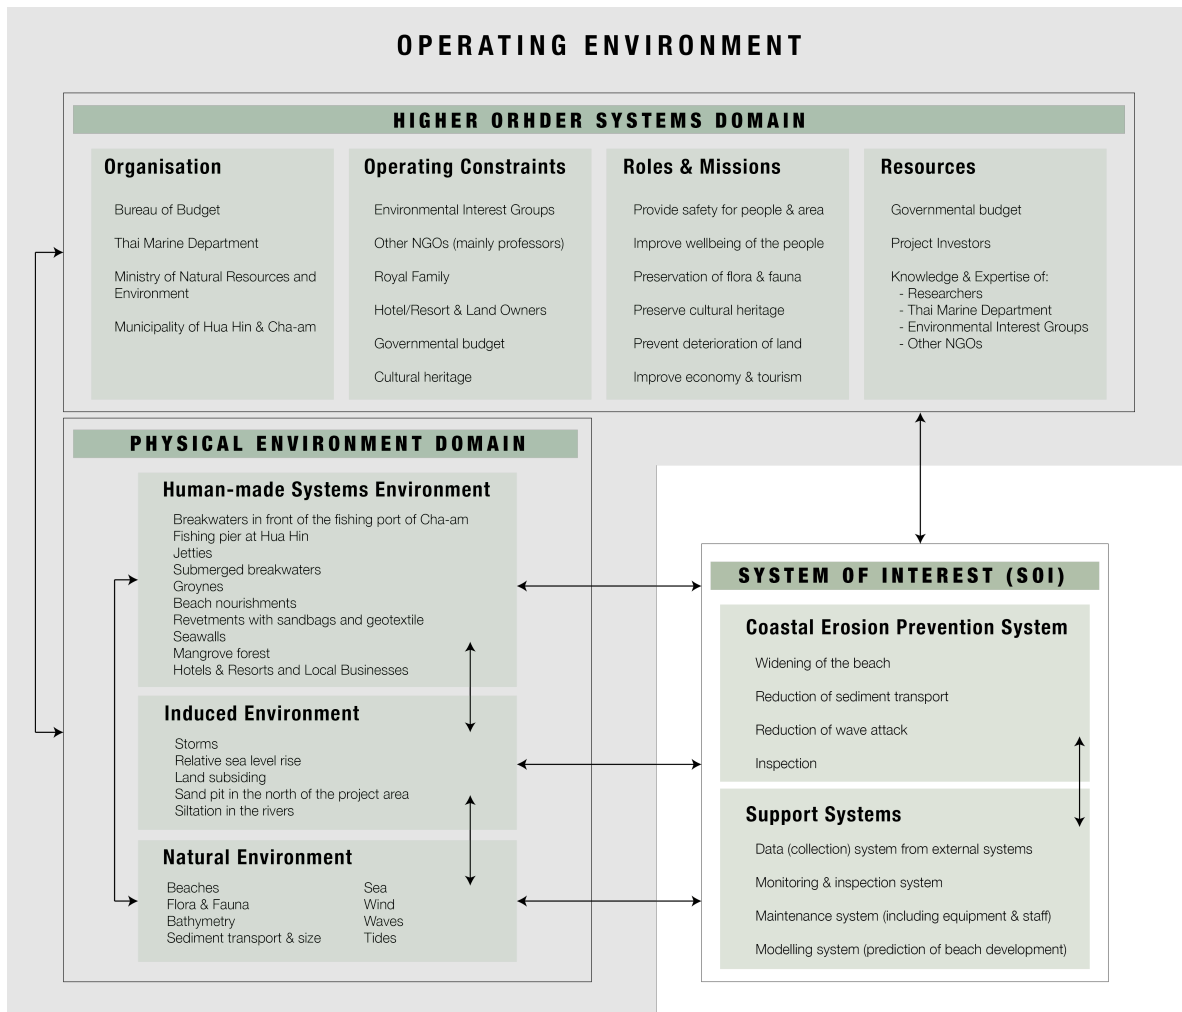 OPERATING ENVIRONMENT
HIGHER ORHDER SYSTEMS DOMAIN
Organisation
Bureau of Budget
Thai Marine Department
Ministry of Natural Resources and
Environment
Municipality of Hua Hin & Cha-am
Operating Constraints
Environmental Interest Groups
Other NGOs (mainly professors)
Royal Family
Hotel/Resort & Land Owners
Governmental budget
Cultural heritage
Roles & Missions
Provide safety for people & area
Improve wellbeing of the people
Preservation of flora & fauna
Preserve cultural heritage
Prevent deterioration of land
Improve economy & tourism
Resources
Governmental budget
Project Investors
Knowledge & Expertise of:
- Researchers
- Thai Marine Department
- Environmental Interest Groups
- Other NGOs
PHYSICAL ENVIRONMENT DOMAIN
Human-made Systems Environment
Breakwaters in front of the fishing port of Cha-am
Fishing pier at Hua Hin
Jetties
Submerged breakwaters
Groynes
Beach nourishments
Revetments with sandbags and geotextile
Seawalls
Mangrove forest
Hotels & Resorts and Local Businesses
Induced Environment
Storms
Relative sea level rise
Land subsiding
Sand pit in the north of the project area
Siltation in the rivers
Natural Environment
Beaches
Flora & Fauna
Bathymetry
Sediment transport & size
Sea
Wind
Waves
Tides
SYSTEM OF INTEREST (SOI)
Coastal Erosion Prevention System
Widening of the beach
Reduction of sediment transport
Reduction of wave attack
Inspection
Support Systems
Data (collection) system from external systems
Monitoring & inspection system
Maintenance system (including equipment & staff)
Modelling system (prediction of beach development)